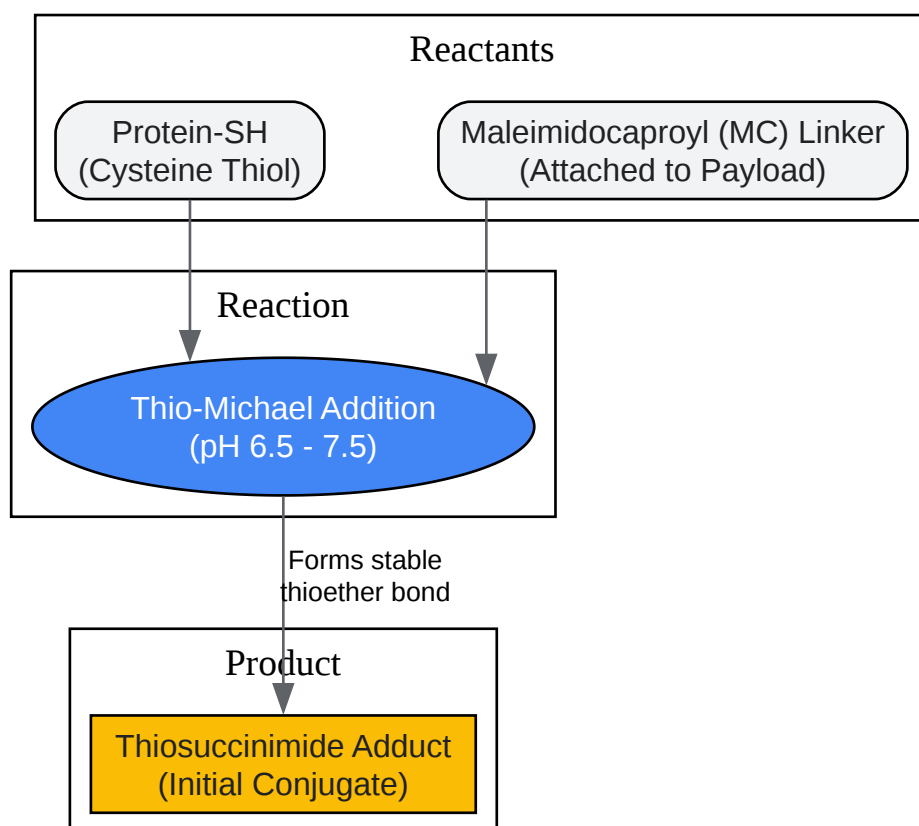 Reactants
Protein-SH
(Cysteine Thiol)
Maleimidocaproyl (MC) Linker
(Attached to Payload)
Reaction
Thio-Michael Addition
(pH 6.5 - 7.5)
Forms stable
thioether bond
Product
Thiosuccinimide Adduct
(Initial Conjugate)